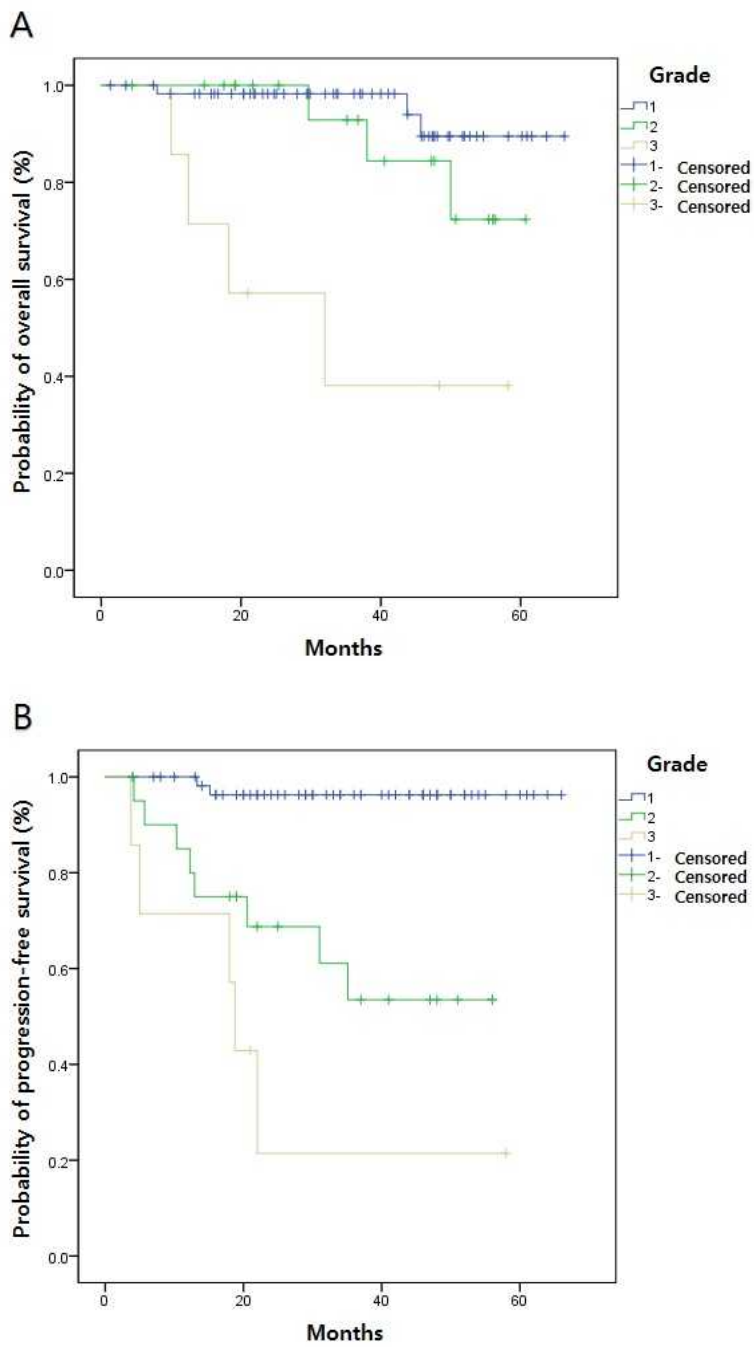 A
Probability of overall survival (%)
1.0
0.8
0.6
0.4
0.2
0.0
0 20 40 60
Months
Grade
1
2
3
1- Censored
2- Censored
3- Censored
B
Probability of progression-free survival (%)
1.0
0.8
0.6
0.4
0.2
0.0
0 20 40 60
Months
Grade
1
2
3
1- Censored
2- Censored
3- Censored